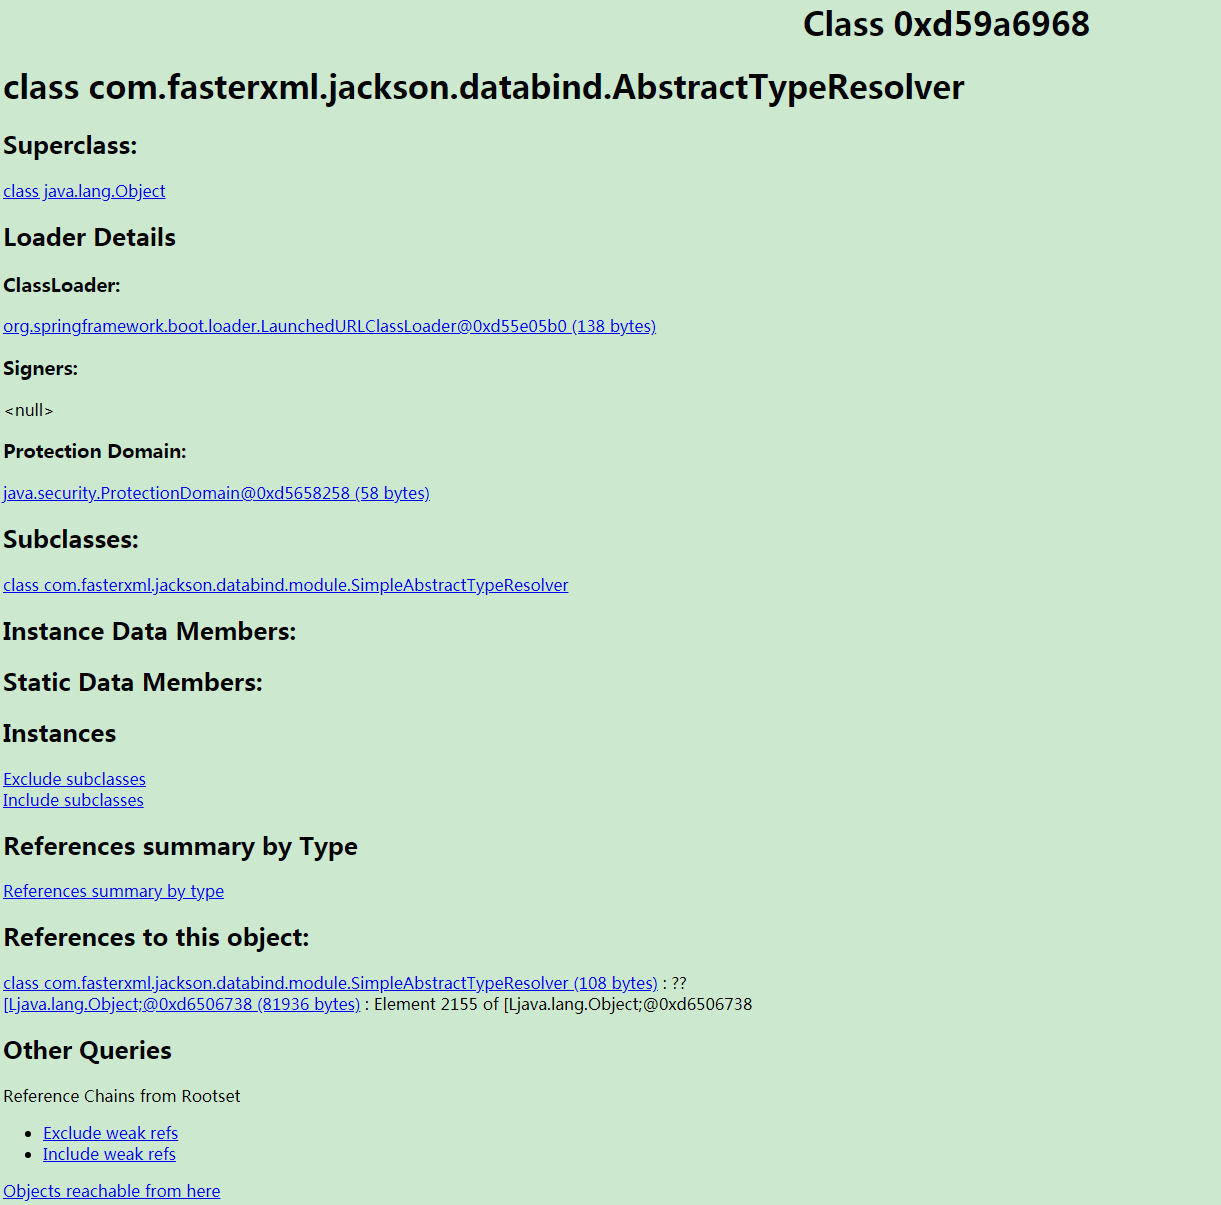 Class 0xd59a6968
class com.fasterxml.jackson.databind.AbstractTypeResolver
Superclass:
class java.lang.Object
Loader Details
ClassLoader:
org.springframework.boot.loader.LaunchedURLClassLoader@0xd55e05b0 (138 bytes)
Signers:
<null>
Protection Domain:
java.security.ProtectionDomain@0xd5658258 (58 bytes)
Subclasses:
class com.fasterxml.jackson.databind.module.SimpleAbstractTypeResolver
Instance Data Members:
Static Data Members:
Instances
Exclude subclasses
Include subclasses
References summary by Type
References summary by type
References to this object:
class com.fasterxml.jackson.databind.module.SimpleAbstractTypeResolver (108 bytes) : ??
[Ljava.lang.Object;@0xd6506738 (81936 bytes) : Element 2155 of [Ljava.lang.Object;@0xd6506738
Other Queries
Reference Chains from Rootset
• Exclude weak refs
• Include weak refs
Objects reachable from here